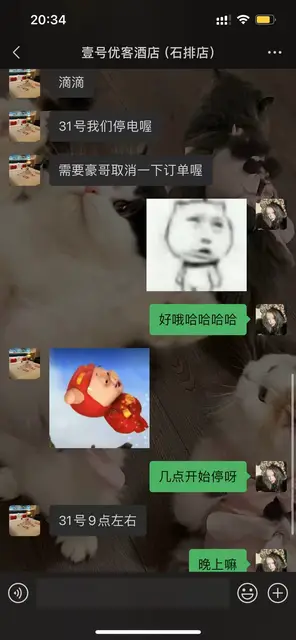 20:34
壹号优客酒店（石排店）
滴滴
31号我们停电喔
需要豪哥取消一下订单喔
好哦哈哈哈哈
几点开始停呀
31号9点左右
晚上嘛